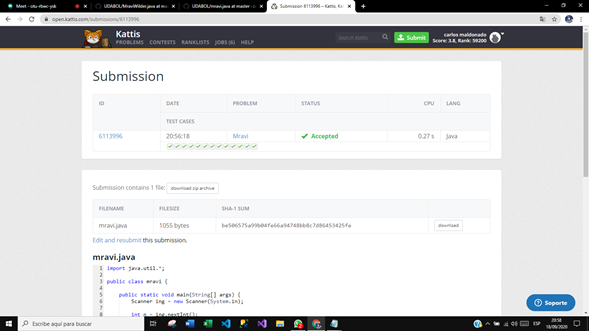 Meet - otu-rbec-ysk
UDABOL/MraviWilder.java at mast
UDABOL/mravi.java at master · c
Submission 6113996 – Kattis, Kat
open.kattis.com/submissions/6113996
Kattis
PROBLEMS CONTESTS RANKLISTS JOBS (6) HELP
Search Kattis
Submit
carlos maldonado
Score: 3.8, Rank: 59200
Submission
ID DATE PROBLEM STATUS CPU LANG
TEST CASES
6113996 20:56:18 Mravi Accepted 0.27 s Java
Submission contains 1 file: download zip archive
FILENAME FILESIZE SHA-1 SUM
mravi.java 1055 bytes be506575a99b04fe66a94748bb8c7d86453425fe download
Edit and resubmit this submission.
mravi.java
1 import java.util.*;
2
3 public class mravi {
4
5 public static void main(String[] args) {
6 Scanner ing = new Scanner(System.in);
7
8 int n = ing.nextInt();
Soporte
Escribe aquí para buscar
ESP
20:58
18/09/2020